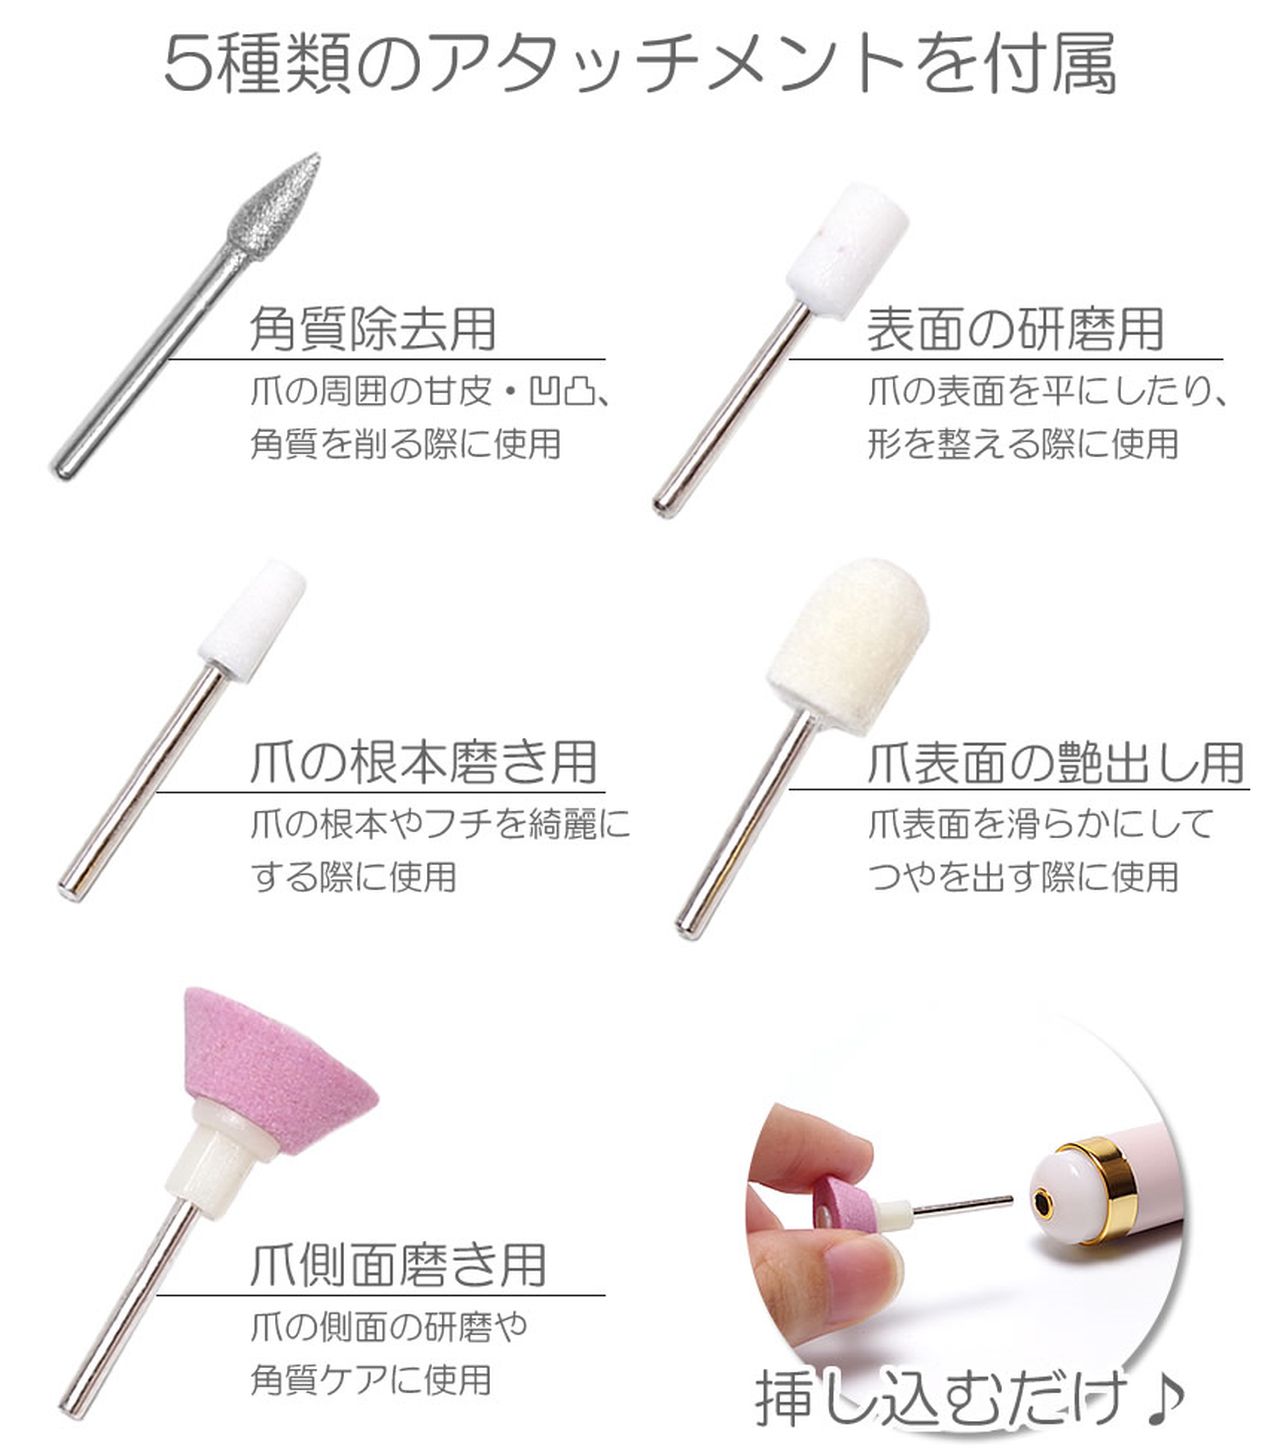 5種類のアタッチメントを付属
角質除去用
爪の周囲の甘皮・凹凸、
角質を削る際に使用
表面の研磨用
爪の表面を平にしたり、
形を整える際に使用
爪の根本磨き用
爪の根本やフチを綺麗に
する際に使用
爪表面の艶出し用
爪表面を滑らかにして
つやを出す際に使用
爪側面磨き用
爪の側面の研磨や
角質ケアに使用
挿し込むだけ♪